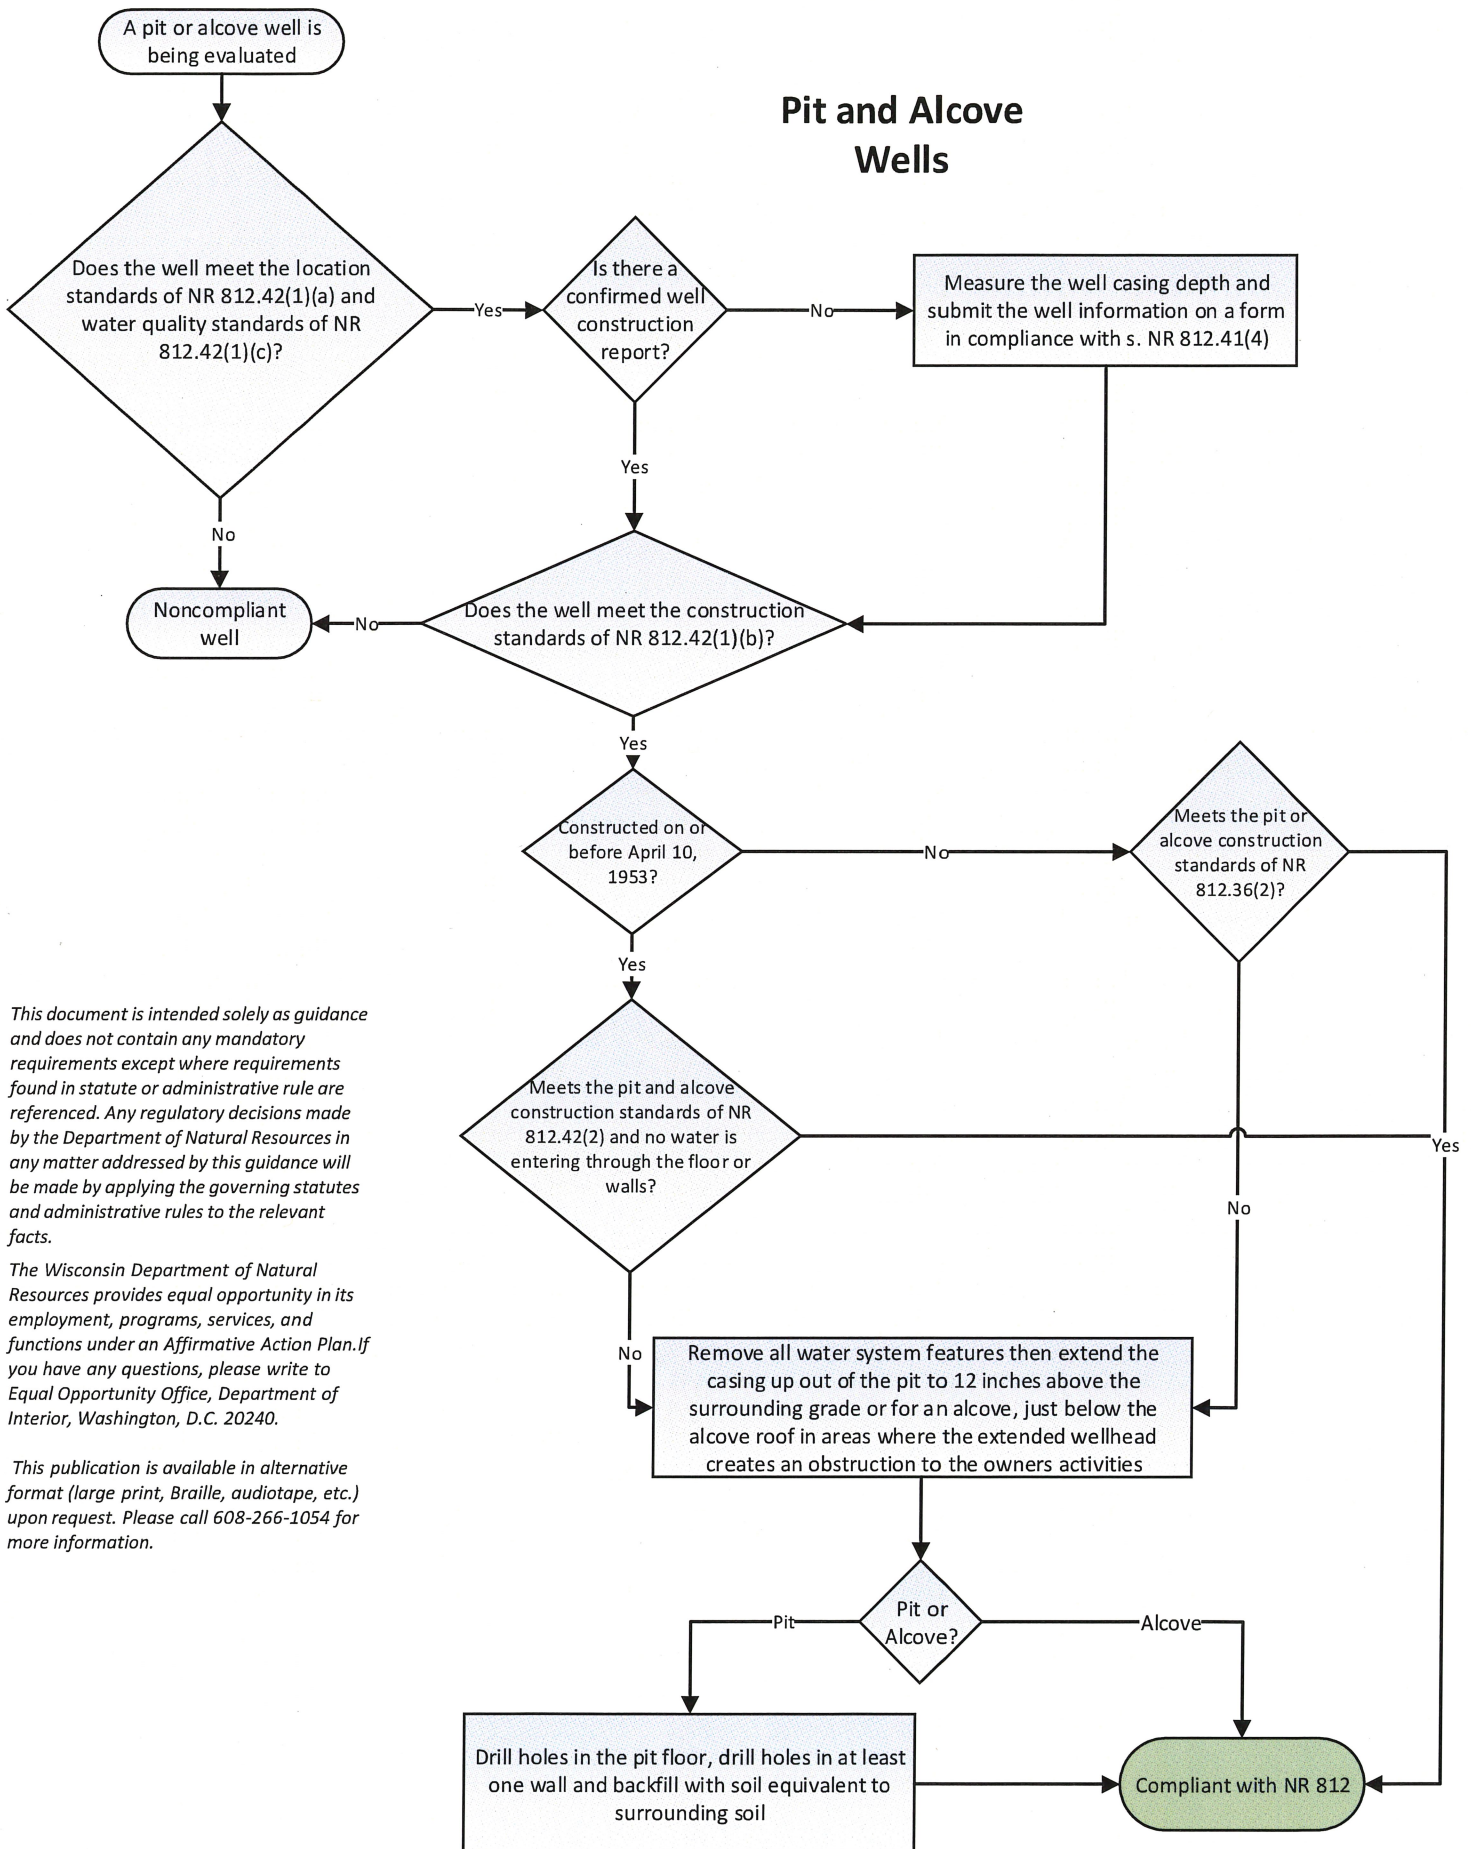 A pit or alcove well is
being evaluated
Pit and Alcove
Wells
Does the well meet the location
standards of NR 812.42(1)(a) and
water quality standards of NR
812.42(1)(c)?
Yes
Is there a
confirmed well
construction
report?
No
Measure the well casing depth and
submit the well information on a form
in compliance with s. NR 812.41(4)
Yes
No
Noncompliant
well
No
Does the well meet the construction
standards of NR 812.42(1)(b)?
Yes
Constructed on or
before April 10,
1953?
No
Meets the pit or
alcove construction
standards of NR
812.36(2)?
Yes
Meets the pit and alcove
construction standards of NR
812.42(2) and no water is
entering through the floor or
walls?
Yes
No
No
Remove all water system features then extend the
casing up out of the pit to 12 inches above the
surrounding grade or for an alcove, just below the
alcove roof in areas where the extended wellhead
creates an obstruction to the owners activities
Pit or
Alcove?
Pit
Alcove
Drill holes in the pit floor, drill holes in at least
one wall and backfill with soil equivalent to
surrounding soil
Compliant with NR 812
This document is intended solely as guidance
and does not contain any mandatory
requirements except where requirements
found in statute or administrative rule are
referenced. Any regulatory decisions made
by the Department of Natural Resources in
any matter addressed by this guidance will
be made by applying the governing statutes
and administrative rules to the relevant
facts.
The Wisconsin Department of Natural
Resources provides equal opportunity in its
employment, programs, services, and
functions under an Affirmative Action Plan.If
you have any questions, please write to
Equal Opportunity Office, Department of
Interior, Washington, D.C. 20240.
This publication is available in alternative
format (large print, Braille, audiotape, etc.)
upon request. Please call 608-266-1054 for
more information.